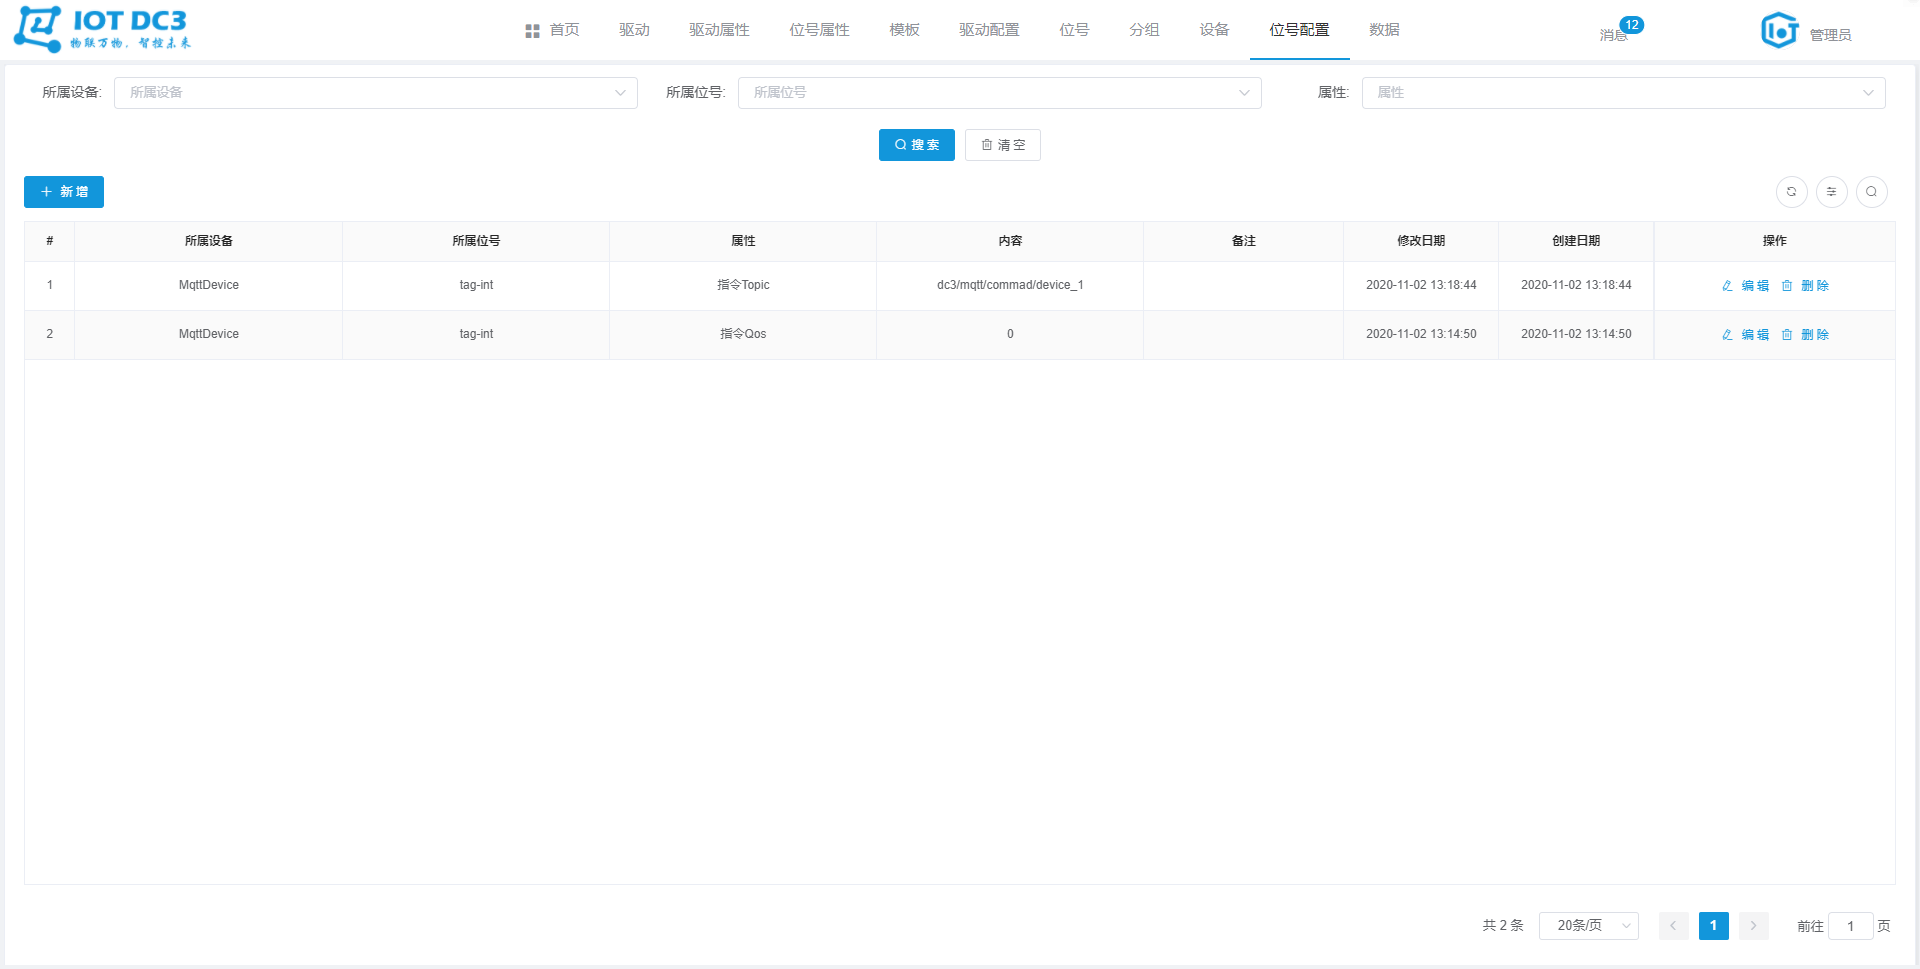 IOT DC3
物联万物，智控未来
首页 驱动 驱动属性 位号属性 模板 驱动配置 位号 分组 设备 位号配置 数据
消息 12
管理员
所属设备: 所属设备 所属位号: 所属位号 属性: 属性
搜 索 清 空
新 增
# 所属设备 所属位号 属性 内容 备注 修改日期 创建日期 操作
1 MqttDevice tag-int 指令Topic dc3/mqtt/commad/device_1 2020-11-02 13:18:44 2020-11-02 13:18:44 编 辑 删 除
2 MqttDevice tag-int 指令Qos 0 2020-11-02 13:14:50 2020-11-02 13:14:50 编 辑 删 除
共 2 条 20条/页 1 前往 1 页